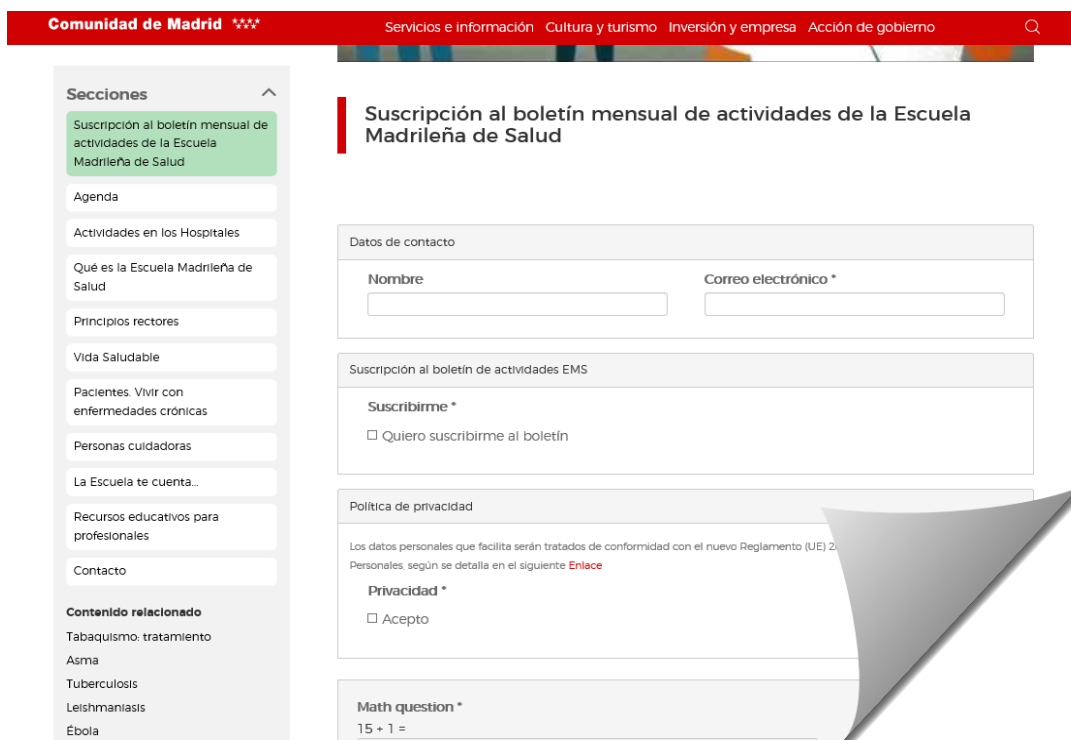 Comunidad de Madrid
Servicios e información Cultura y turismo Inversión y empresa Acción de gobierno
Secciones
Suscripción al boletín mensual de
actividades de la Escuela
Madrileña de Salud
Agenda
Actividades en los Hospitales
Qué es la Escuela Madrileña de
Salud
Principios rectores
Vida Saludable
Pacientes. Vivir con
enfermedades crónicas
Personas cuidadoras
La Escuela te cuenta...
Recursos educativos para
profesionales
Contacto
Contenido relacionado
Tabaquismo: tratamiento
Asma
Tuberculosis
Leishmaniasis
Ébola
Suscripción al boletín mensual de actividades de la Escuela
Madrileña de Salud
Datos de contacto
Nombre
Correo electrónico *
Suscripción al boletín de actividades EMS
Suscribirme *
Quiero suscribirme al boletín
Política de privacidad
Los datos personales que facilita serán tratados de conformidad con el nuevo Reglamento (UE)
Personales, según se detalla en el siguiente Enlace
Privacidad *
Acepto
Math question *
15 + 1 =